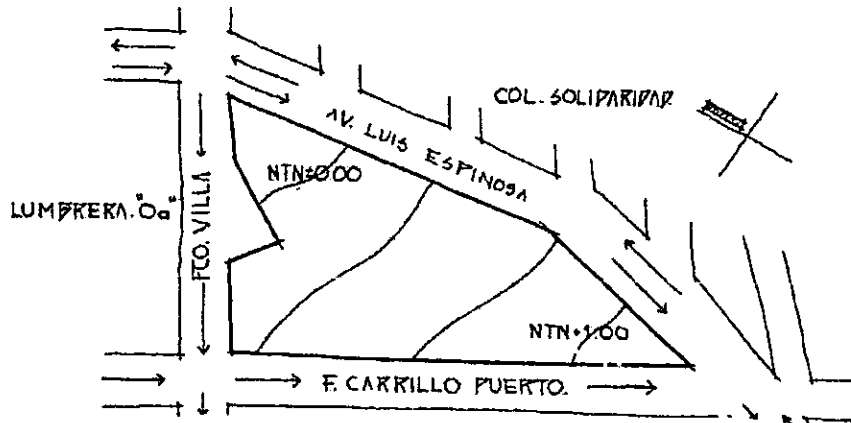 COL. SOLIDARIDAD
AV. LUIS ESPINOSA
NTN±0.00
LUMBRERA."Oa"
FCO. VILLA
NTN+1.00
F. CARRILLO PUERTO.